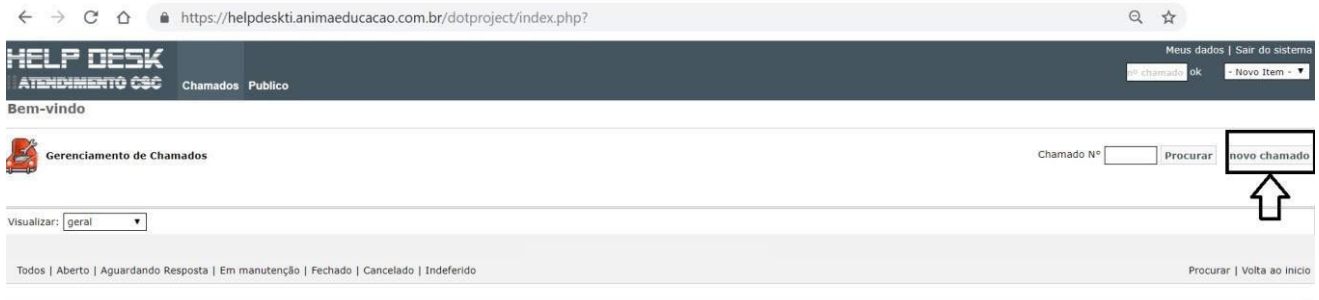 https://helpdeskti.animaeducacao.com.br/dotproject/index.php?
HELP DESK
Meus dados | Sair do sistema
ATENDIMENTO CSC Chamados Publico nº chamado ok - Novo Item -
Bem-vindo
Gerenciamento de Chamados Chamado Nº Procurar novo chamado
Visualizar: geral
Todos | Aberto | Aguardando Resposta | Em manutenção | Fechado | Cancelado | Indeferido Procurar | Volta ao inicio